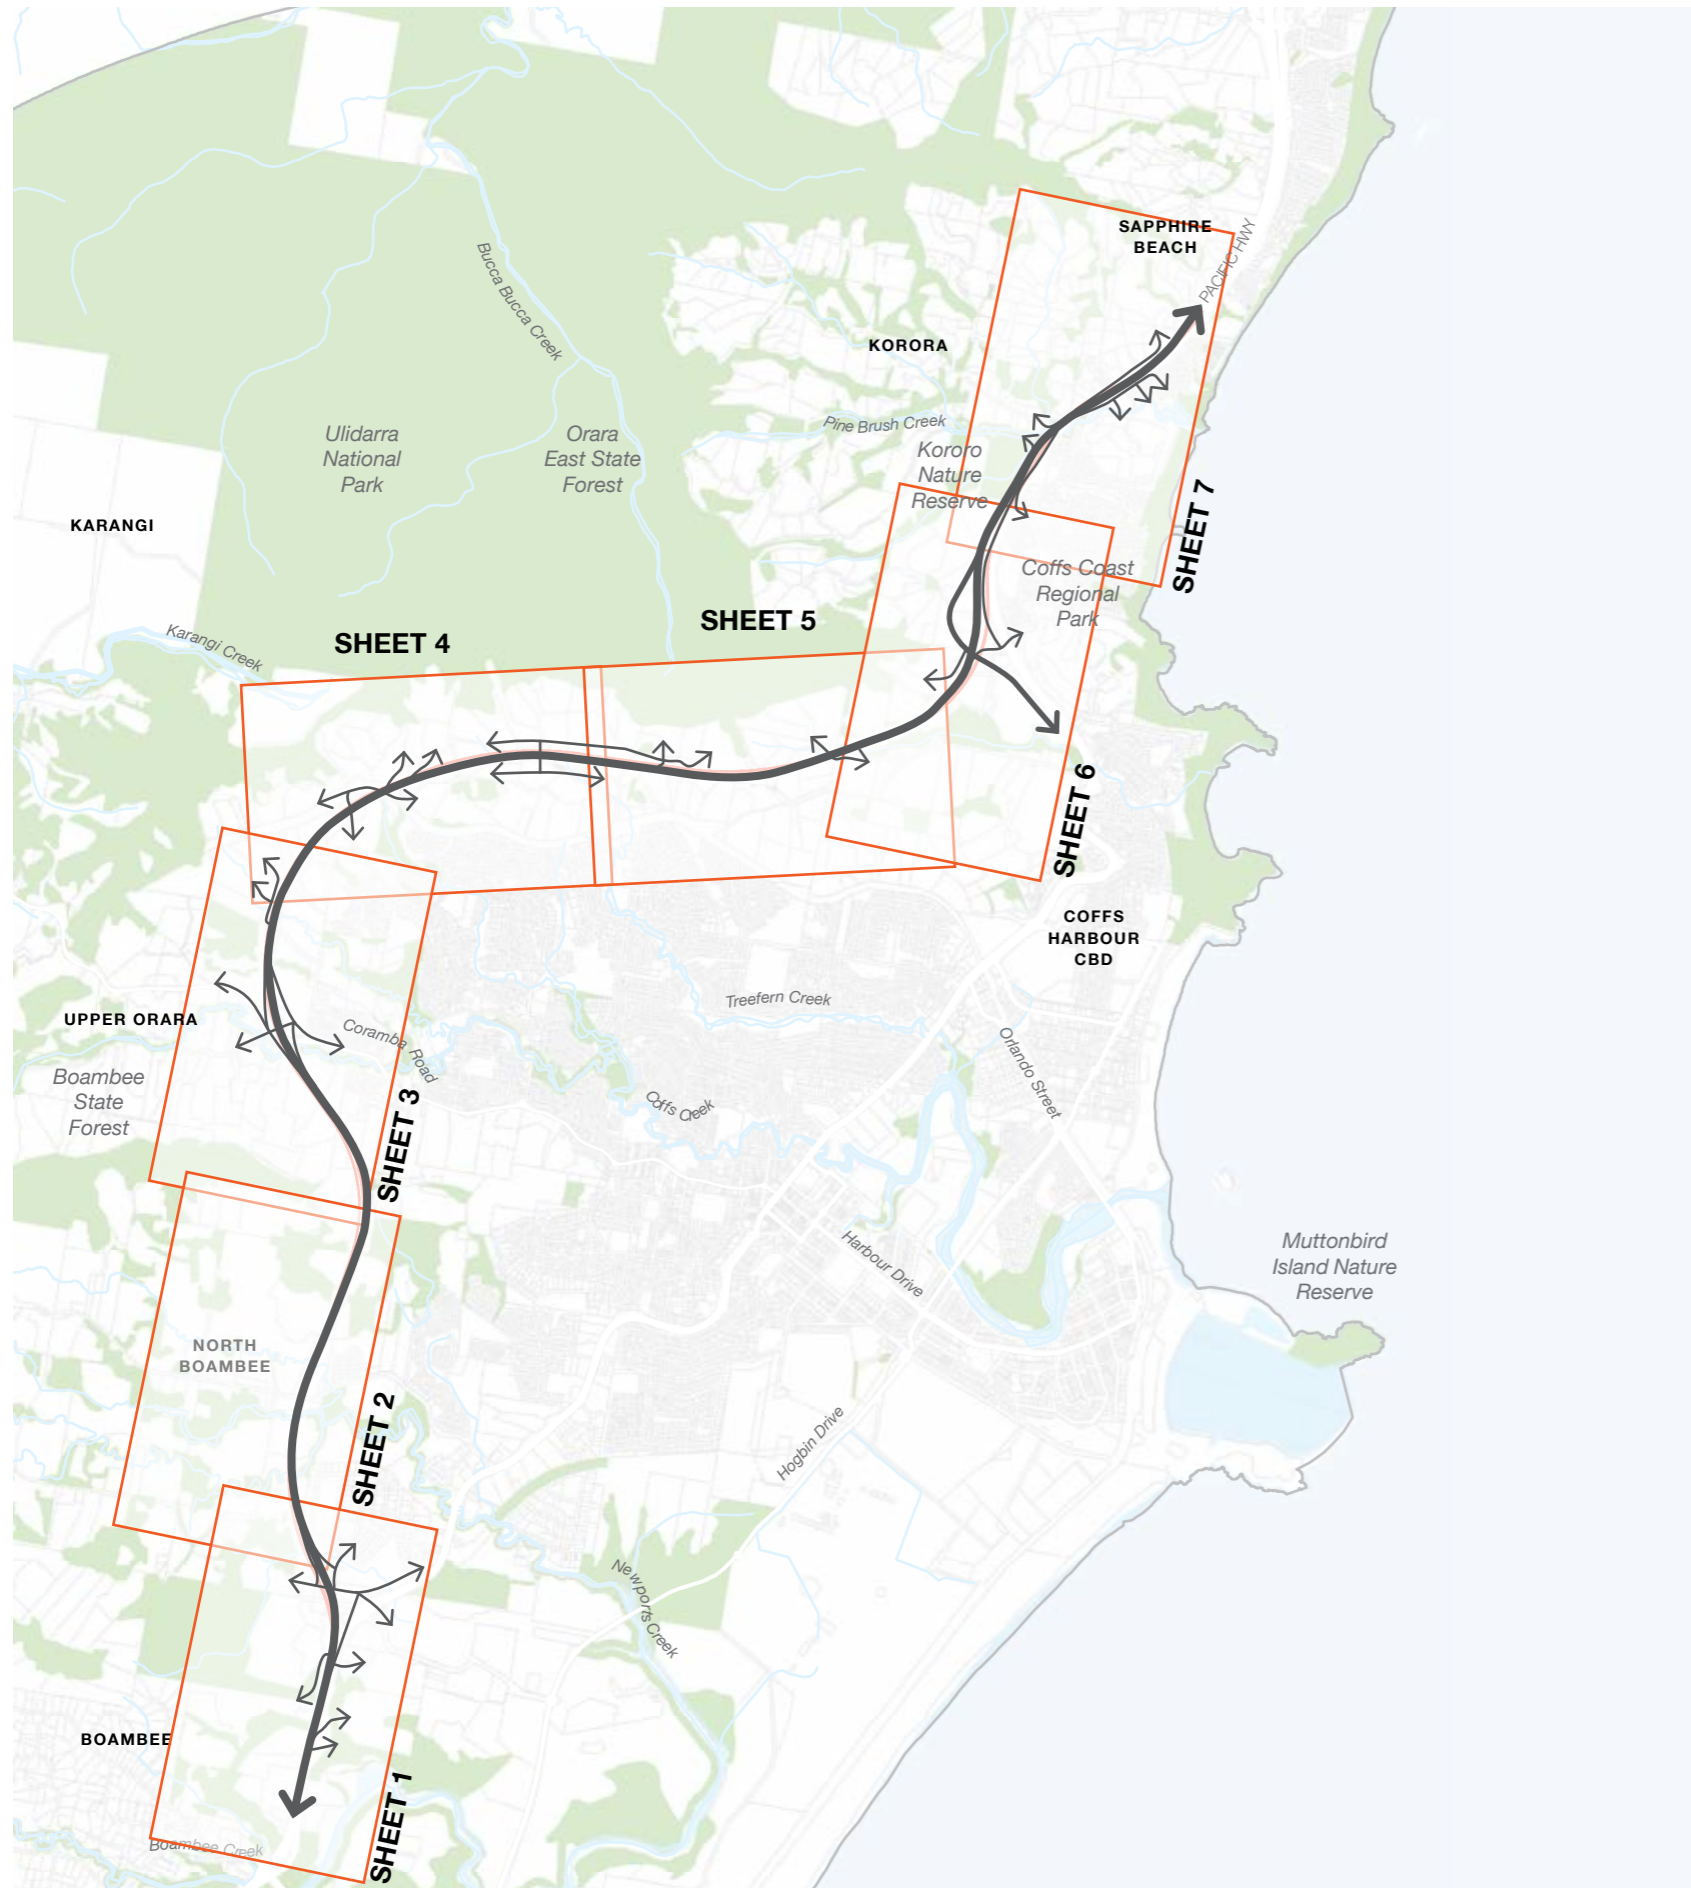 SAPPHIRE
BEACH
PACIFIC HWY
Bucca Bucca Creek
KORORA
Pine Brush Creek
Ulidarra
National
Park
Orara
East State
Forest
Kororo
Nature
Reserve
KARANGI
SHEET 7
Coffs Coast
Regional
Park
SHEET 5
SHEET 4
Karangi Creek
SHEET 6
COFFS
HARBOUR
CBD
Treefern Creek
UPPER ORARA
Coramba Road
Orlando Street
Boambee
State
Forest
Coffs Creek
SHEET 3
Harbour Drive
Muttonbird
Island Nature
Reserve
NORTH
BOAMBEE
SHEET 2
Hogbin Drive
Newports Creek
BOAMBEE
SHEET 1
Boambee Creek